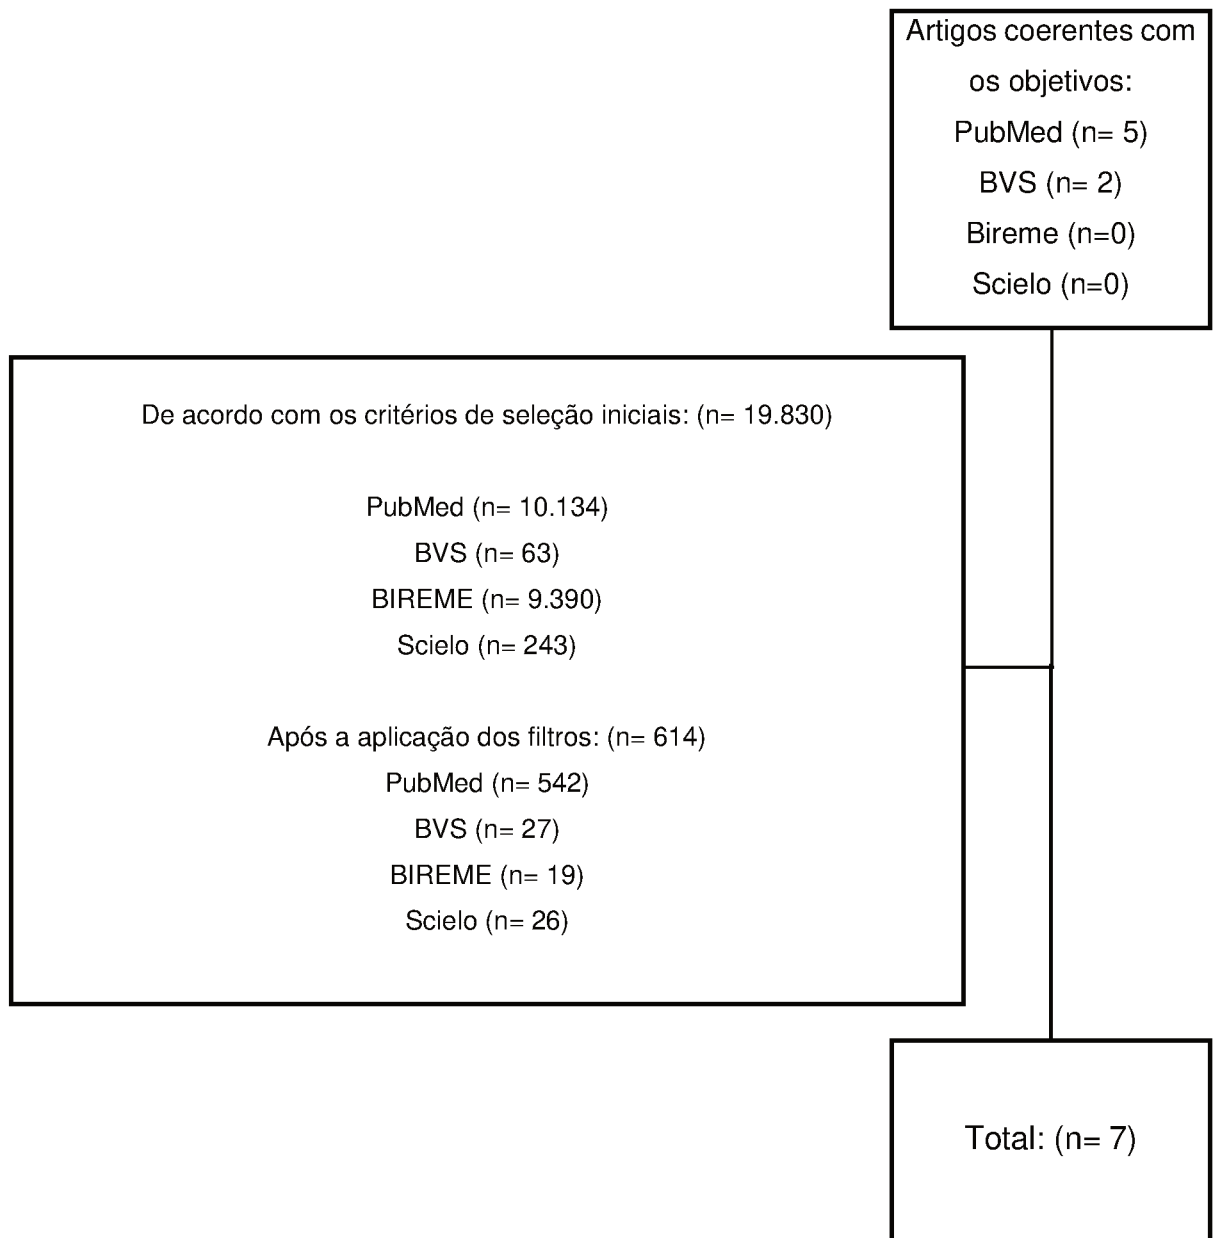 Artigos coerentes com
os objetivos:
PubMed (n= 5)
BVS (n= 2)
Bireme (n=0)
Scielo (n=0)
De acordo com os critérios de seleção iniciais: (n= 19.830)
PubMed (n= 10.134)
BVS (n= 63)
BIREME (n= 9.390)
Scielo (n= 243)
Após a aplicação dos filtros: (n= 614)
PubMed (n= 542)
BVS (n= 27)
BIREME (n= 19)
Scielo (n= 26)
Total: (n= 7)